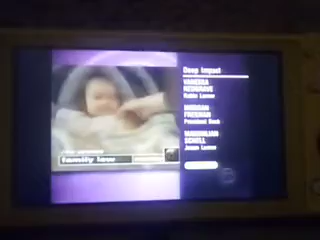 Deep Impact
VANESSA
REDGRAVE
Robin Lerner
MORGAN
FREEMAN
President Beck
MAXIMILIAN
SCHELL
Jason Lerner
family law